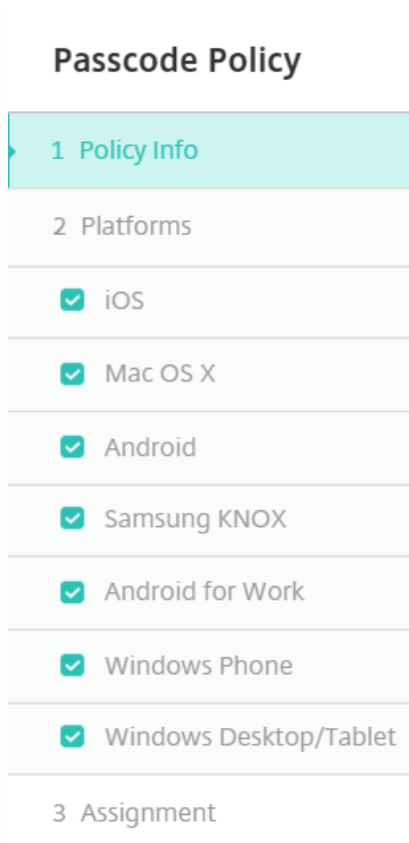 Passcode Policy
1 Policy Info
2 Platforms
iOS
Mac OS X
Android
Samsung KNOX
Android for Work
Windows Phone
Windows Desktop/Tablet
3 Assignment